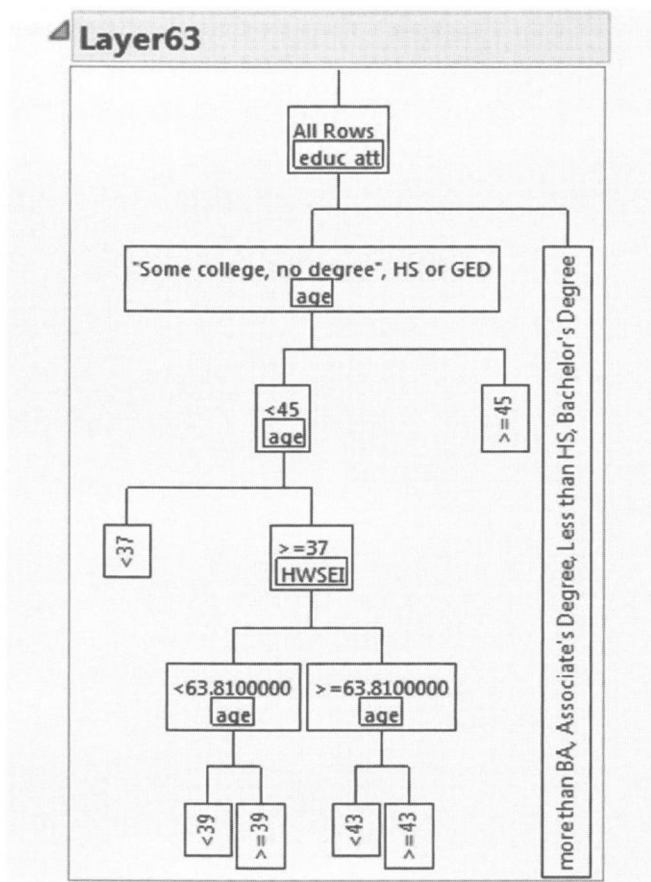 Layer63
All Rows
educ att
"Some college, no degree", HS or GED
age
<45
age
>=45
<37
>=37
HWSEI
<63.8100000
age
>=63.8100000
age
<39
>=39
<43
>=43
more than BA, Associate's Degree, Less than HS, Bachelor's Degree